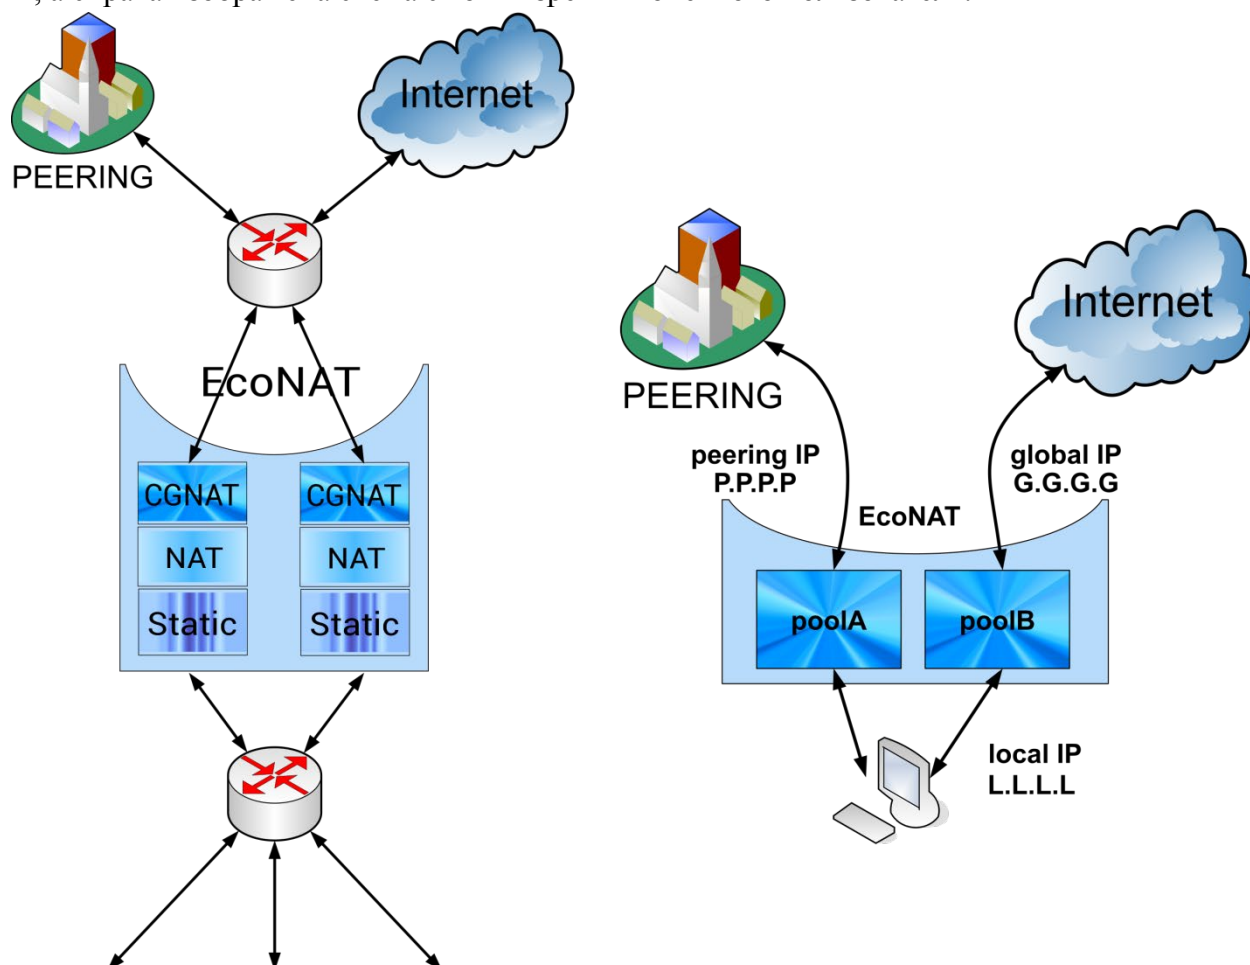 Internet
PEERING
EcoNAT
CGNAT
CGNAT
NAT
NAT
Static
Static
Internet
PEERING
peering IP
P.P.P.P
global IP
G.G.G.G
EcoNAT
poolA
poolB
local IP
L.L.L.L